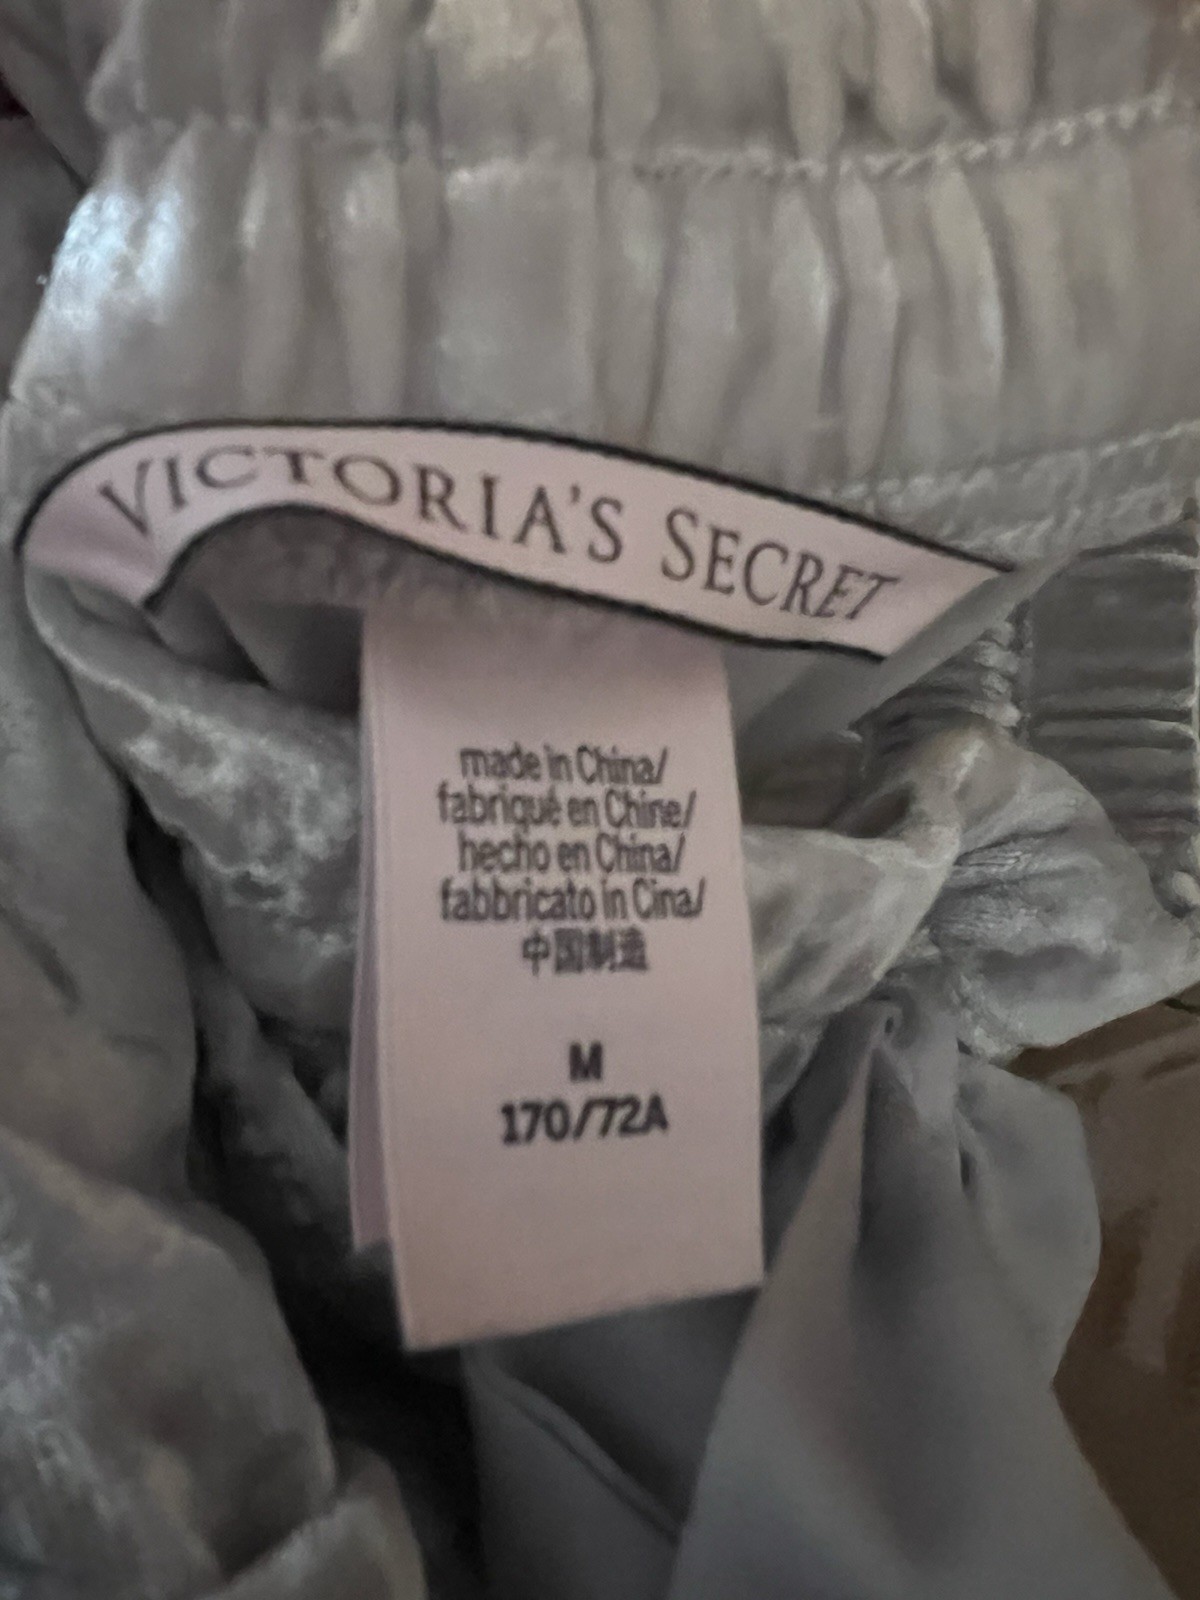 VICTORIA'S SECRET
made in China/
fabriqué en Chine/
hecho en China/
fabbricato in Cina/
中国制造
M
170/72A